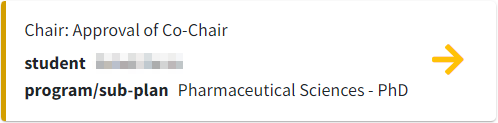 Chair: Approval of Co-Chair
student
program/sub-plan Pharmaceutical Sciences - PhD